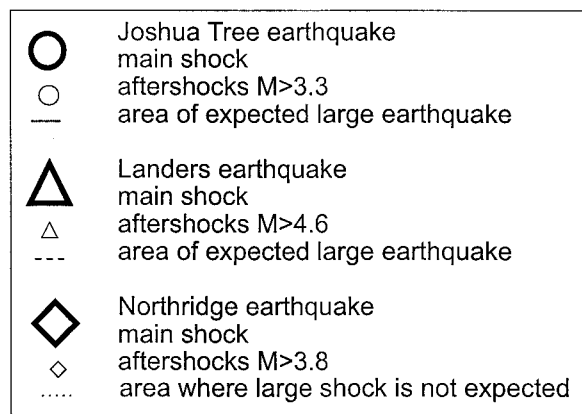 Joshua Tree earthquake
main shock
aftershocks M>3.3
area of expected large earthquake
Landers earthquake
main shock
aftershocks M>4.6
area of expected large earthquake
Northridge earthquake
main shock
aftershocks M>3.8
area where large shock is not expected